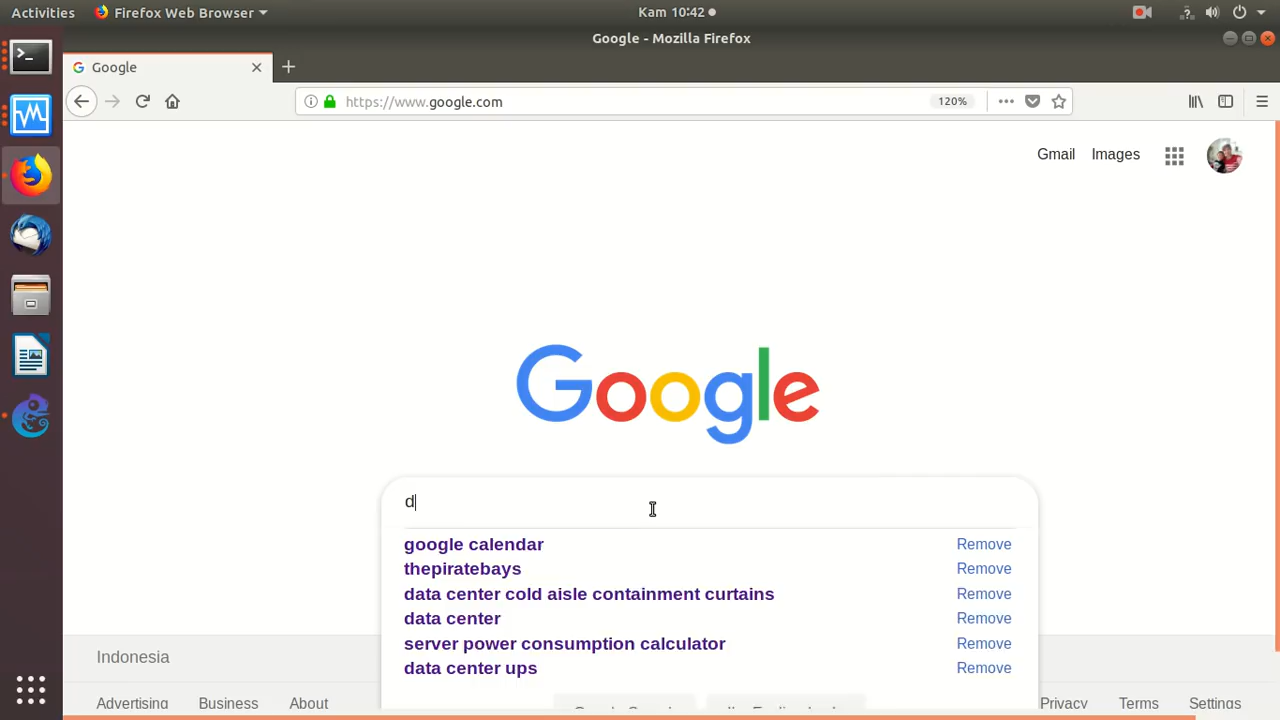 Activities Firefox Web Browser Kam 10:42
Google - Mozilla Firefox
Google
https://www.google.com 120%
Gmail Images
Google
d
google calendar Remove
thepiratebays Remove
data center cold aisle containment curtains Remove
data center Remove
server power consumption calculator Remove
data center ups Remove
Indonesia
Advertising Business About Privacy Terms Settings